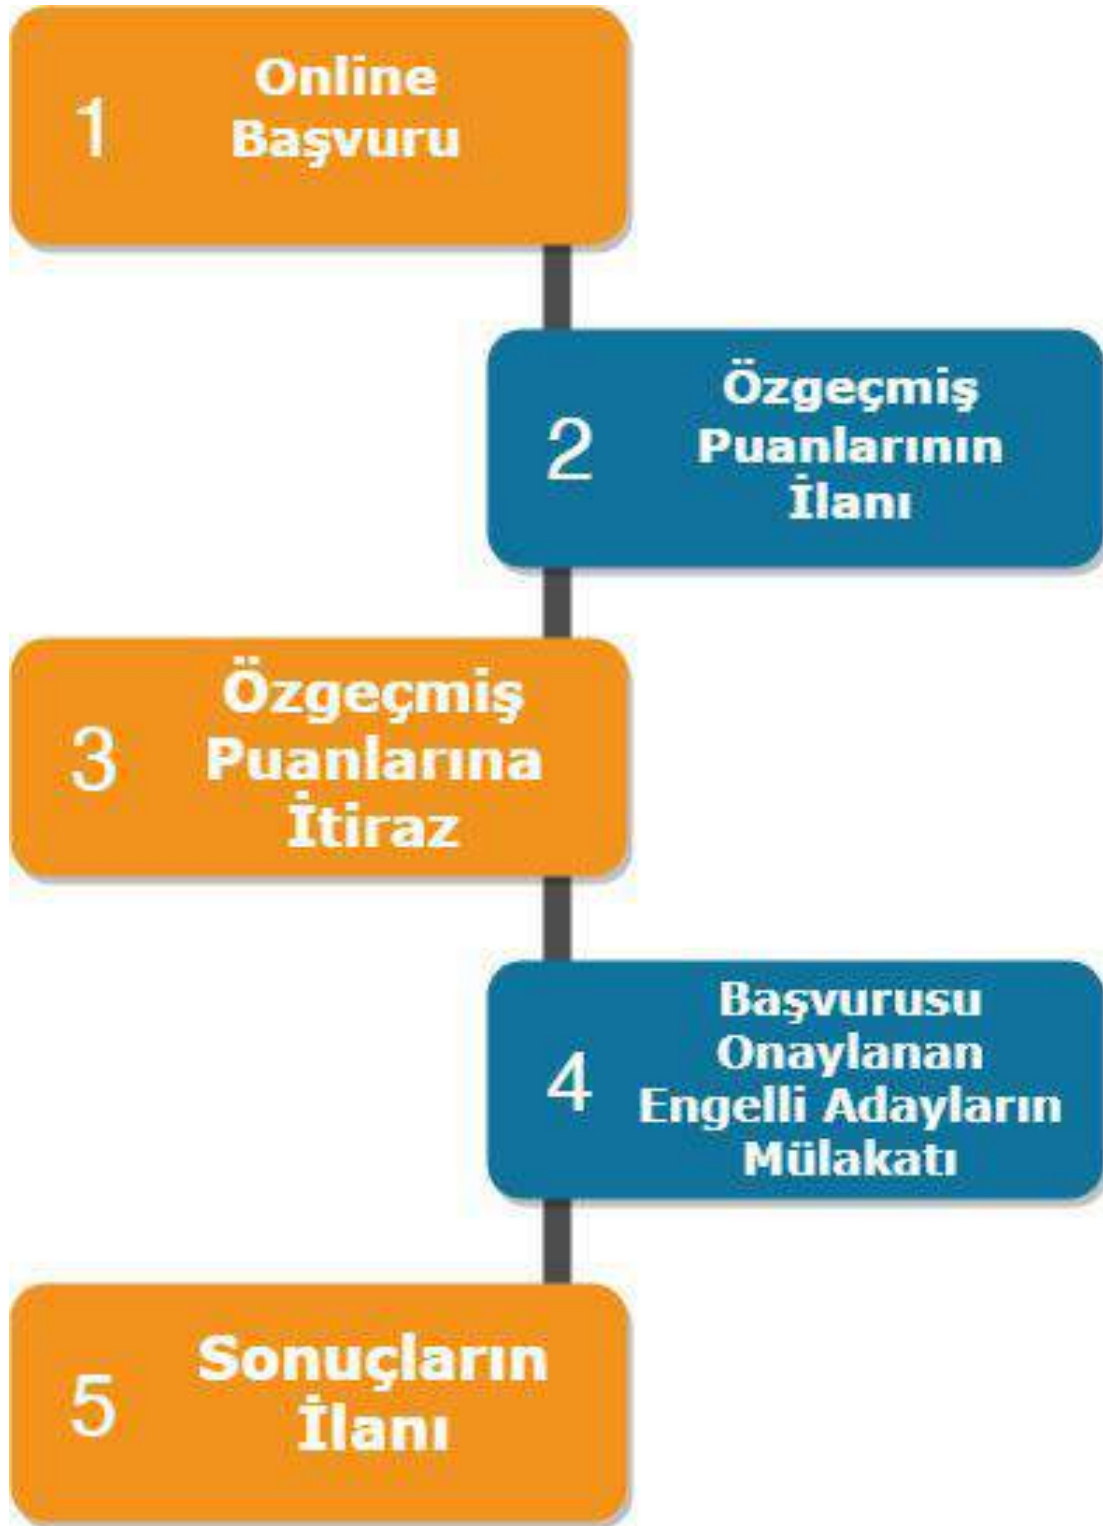 1
Online
Başvuru
2
Özgeçmiş
Puanlarının
İlanı
3
Özgeçmiş
Puanlarına
İtiraz
4
Başvurusu
Onaylanan
Engelli Adayların
Mülakatı
5
Sonuçların
İlanı